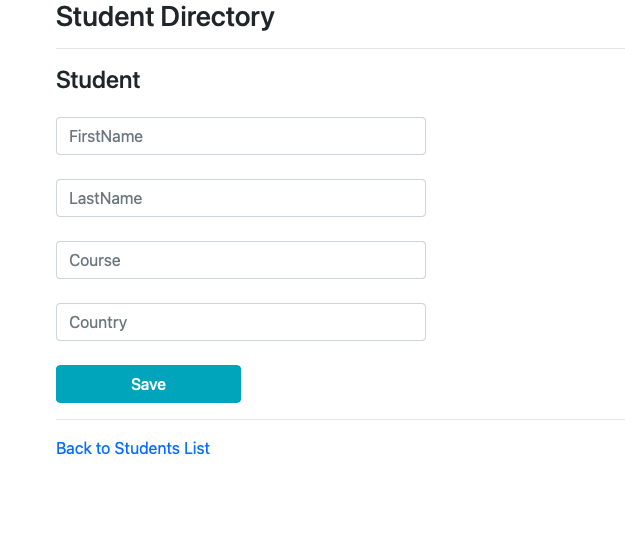 Student Directory
Student
FirstName
LastName
Course
Country
Save
Back to Students List